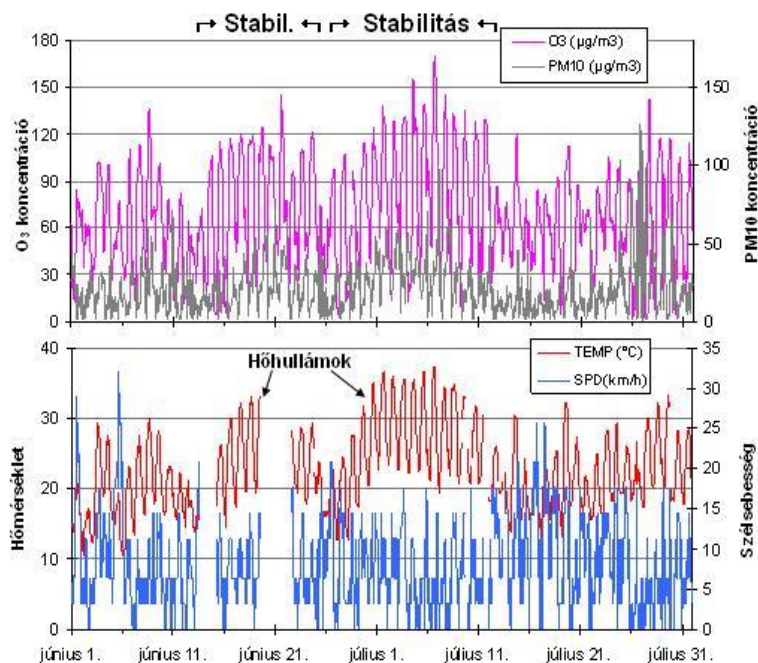 Stabil. Stabilitás
O3 (µg/m3)
PM10 (µg/m3)
180
150
120
90
60
30
0
150
100
50
0
O3 koncentráció
PM10 koncentráció
TEMP (°C)
SPD(km/h)
Hőhullámok
40
30
20
10
0
35
30
25
20
15
10
5
0
Hőmérséklet
Szélsebesség
június 1. június 11. június 21. július 1. július 11. július 21. július 31.